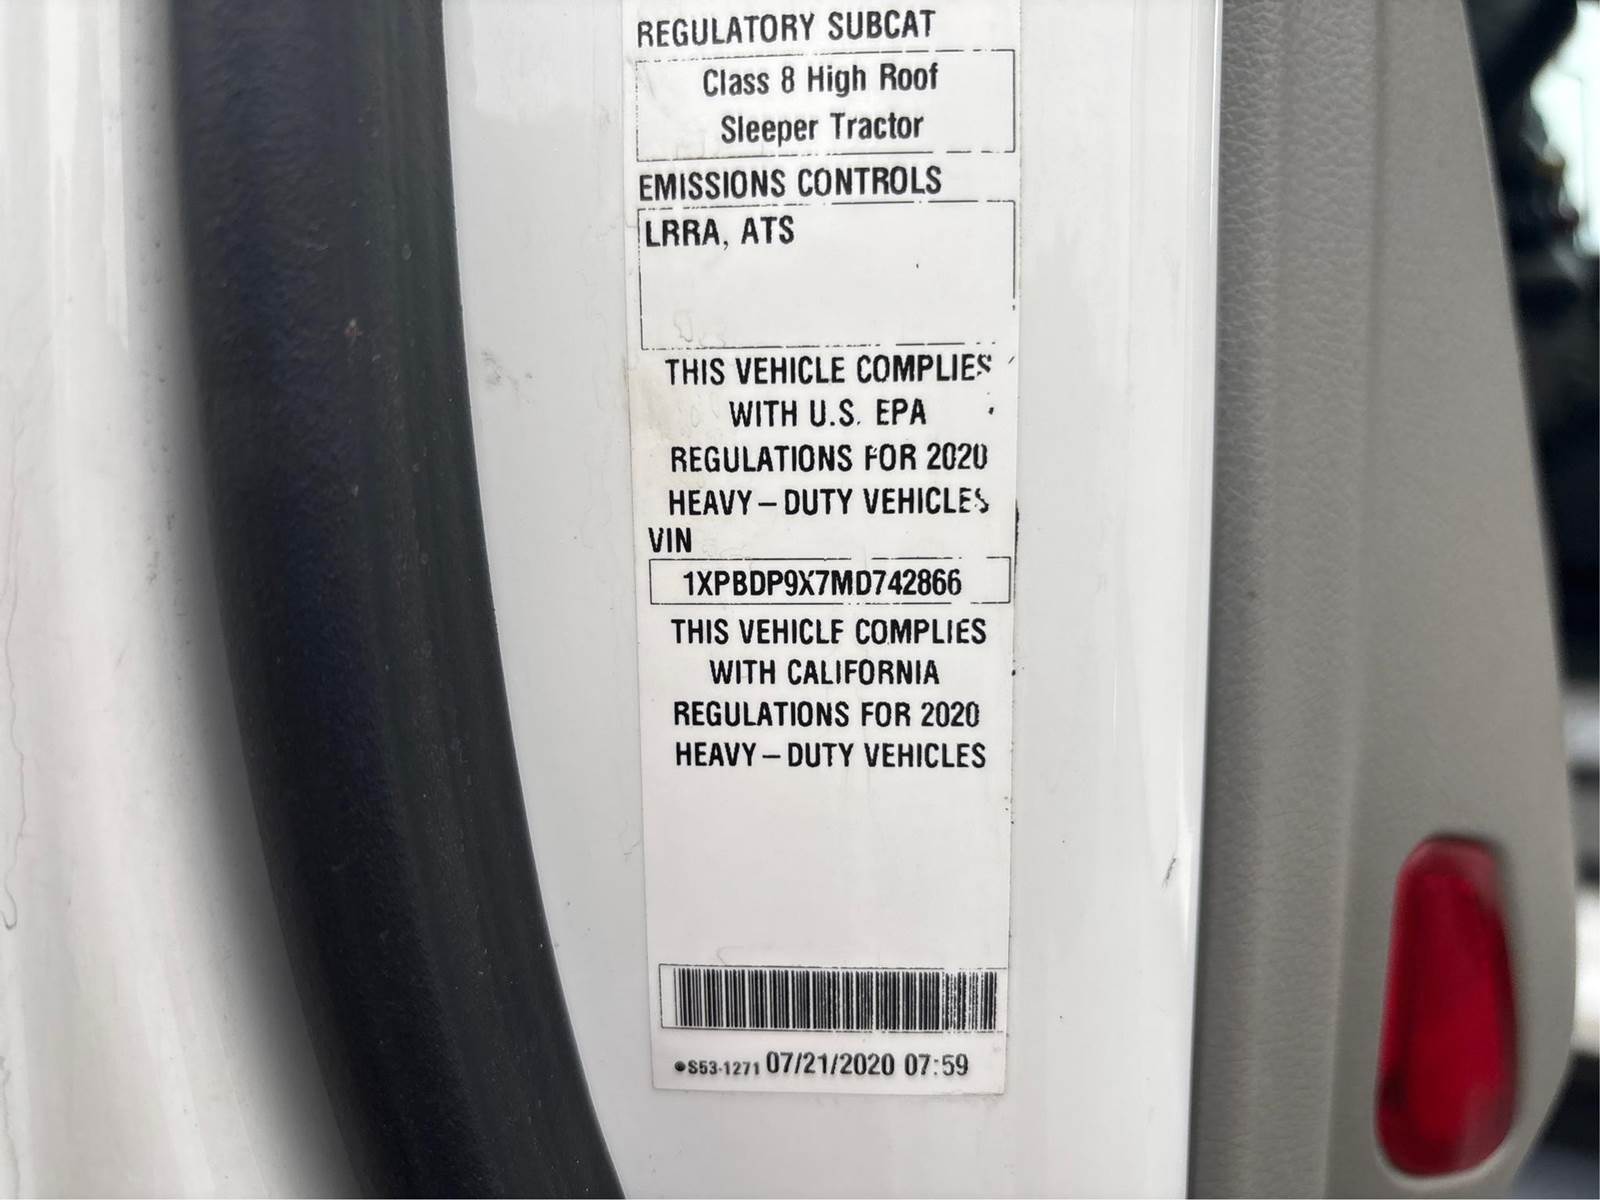 REGULATORY SUBCAT
Class 8 High Roof
Sleeper Tractor
EMISSIONS CONTROLS
LRRA, ATS
THIS VEHICLE COMPLIES
WITH U.S. EPA
REGULATIONS FOR 2020
HEAVY-DUTY VEHICLES
VIN
1XPBDP9X7MD742866
THIS VEHICLE COMPLIES
WITH CALIFORNIA
REGULATIONS FOR 2020
HEAVY-DUTY VEHICLES
S53-1271 07/21/2020 07:59